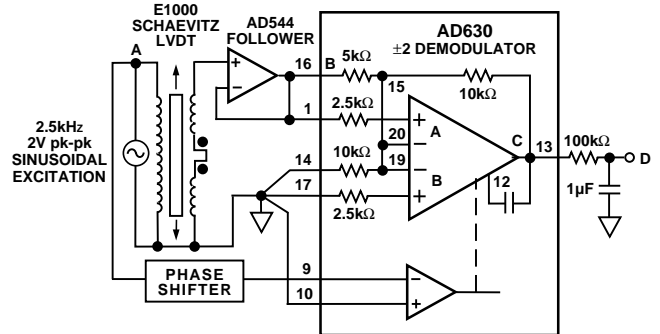 E1000
SCHAEVITZ
LVDT
AD544
FOLLOWER
AD630
±2 DEMODULATOR
A
16
B
5kΩ
15
10kΩ
1
2.5kΩ
+
–
+
A
20
–
19
–
B
+
C
13
100kΩ
D
12
1µF
2.5kHz
2V pk-pk
SINUSOIDAL
EXCITATION
14
10kΩ
17
2.5kΩ
PHASE
SHIFTER
9
–
10
+